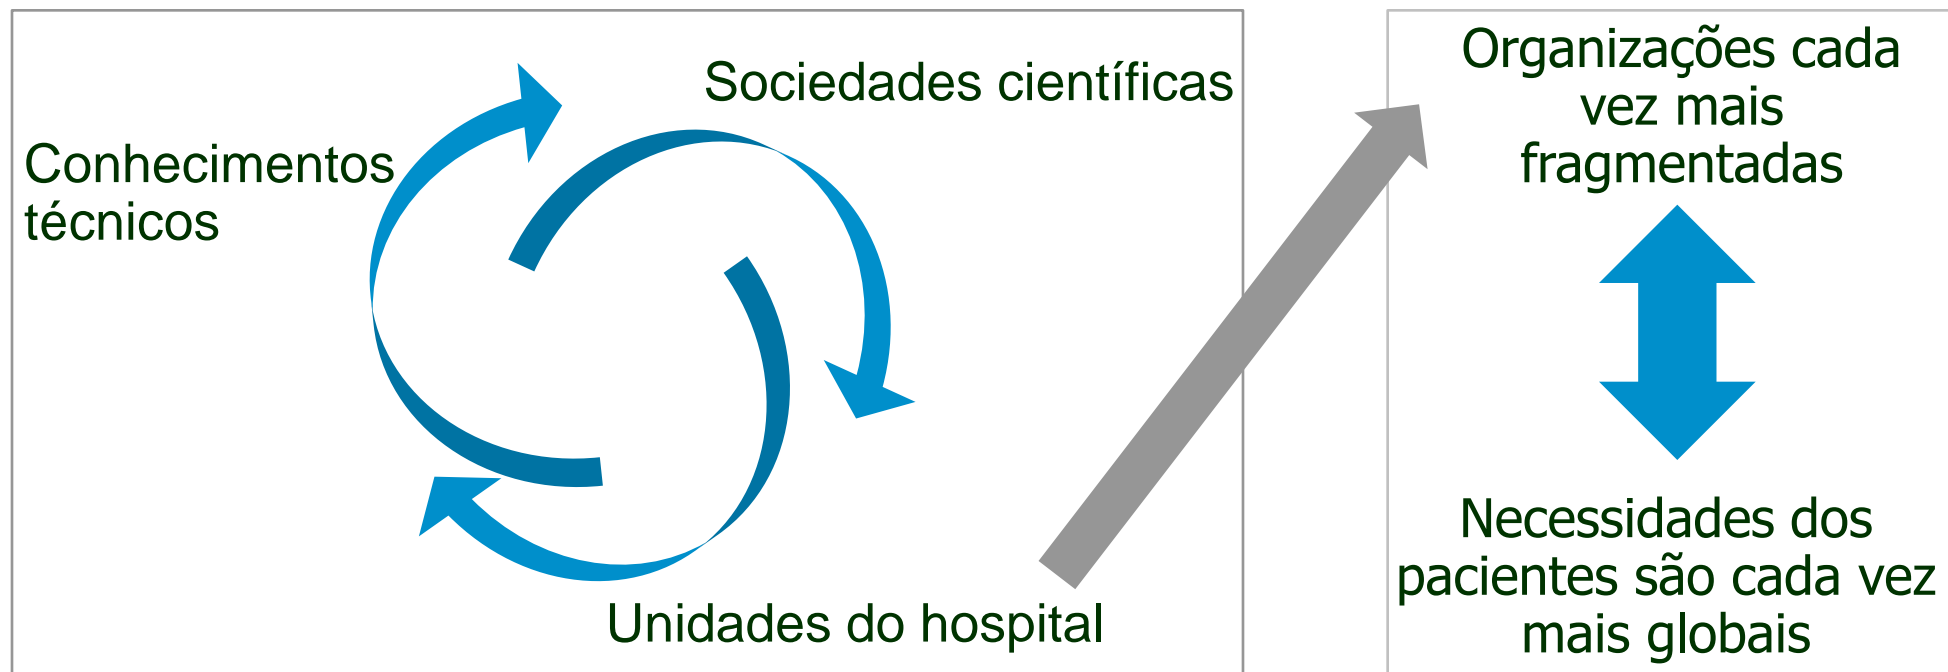 Sociedades científicas
Conhecimentos
técnicos
Unidades do hospital
Organizações cada
vez mais
fragmentadas
Necessidades dos
pacientes são cada vez
mais globais